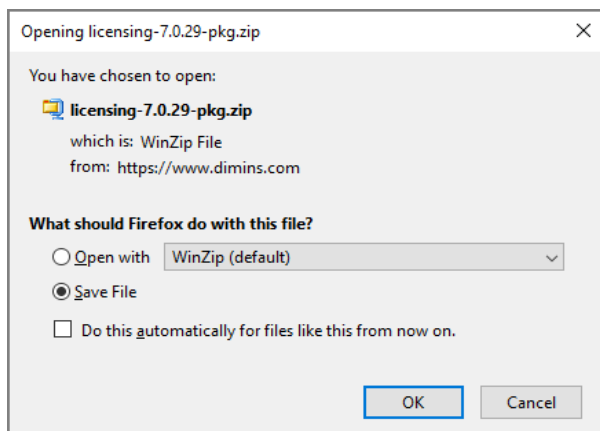 Opening licensing-7.0.29-pkg.zip
You have chosen to open:
licensing-7.0.29-pkg.zip
which is: WinZip File
from: https://www.dimins.com
What should Firefox do with this file?
Open with WinZip (default)
Save File
Do this automatically for files like this from now on.
OK Cancel